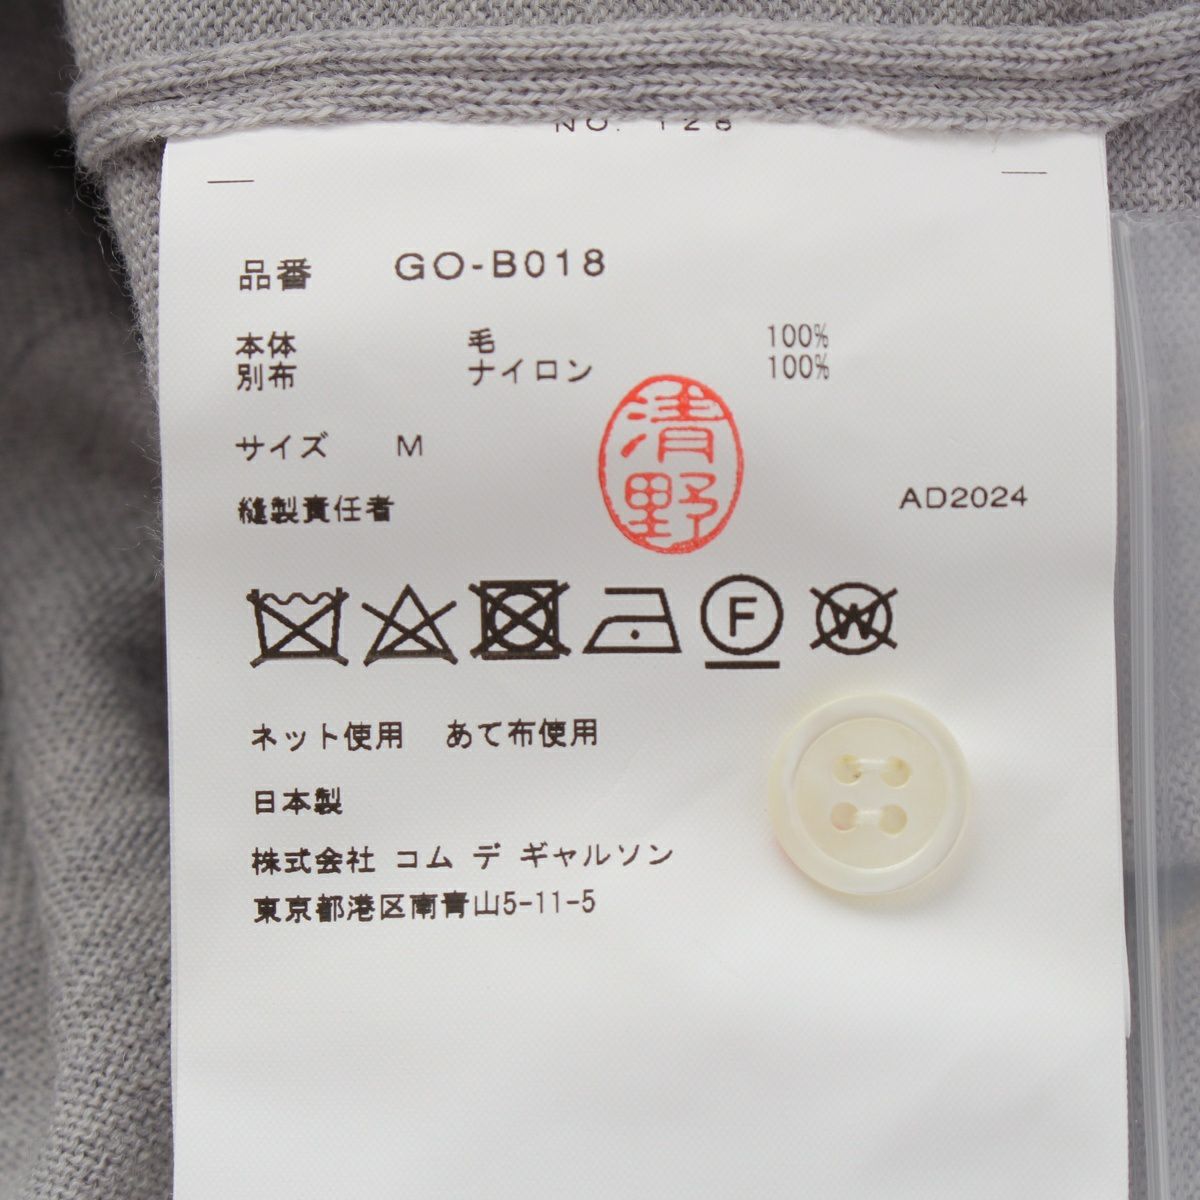 NO. 128
品番 GO-B018
本体 毛 100%
別布 ナイロン 100%
清野
サイズ M
縫製責任者
AD2024
F
W
ネット使用 あて布使用
日本製
株式会社 コム デ ギャルソン
東京都港区南青山5-11-5